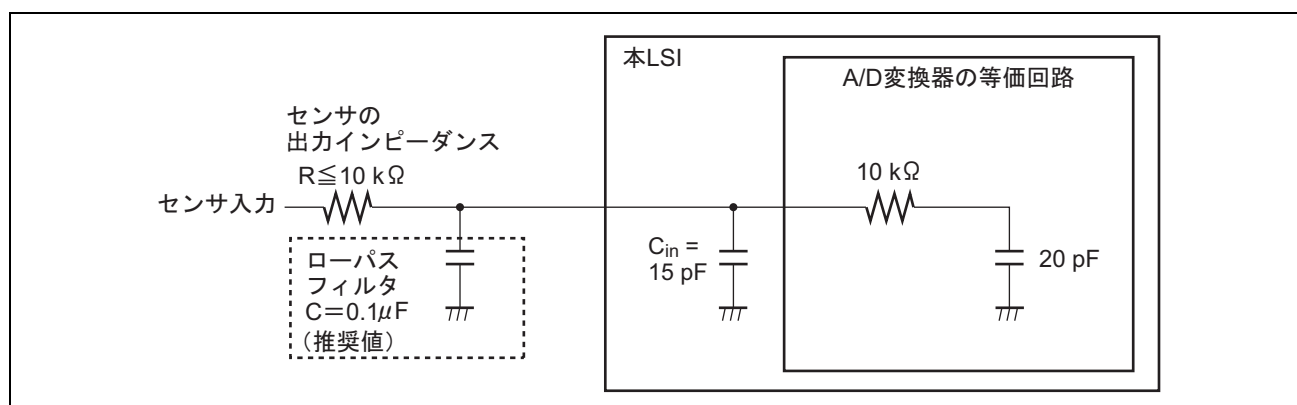 本LSI
A/D変換器の等価回路
センサの
出力インピーダンス
R≦10 kΩ
10 kΩ
センサ入力
ローパス
フィルタ
C=0.1μF
(推奨値)
Cin =
15 pF
20 pF